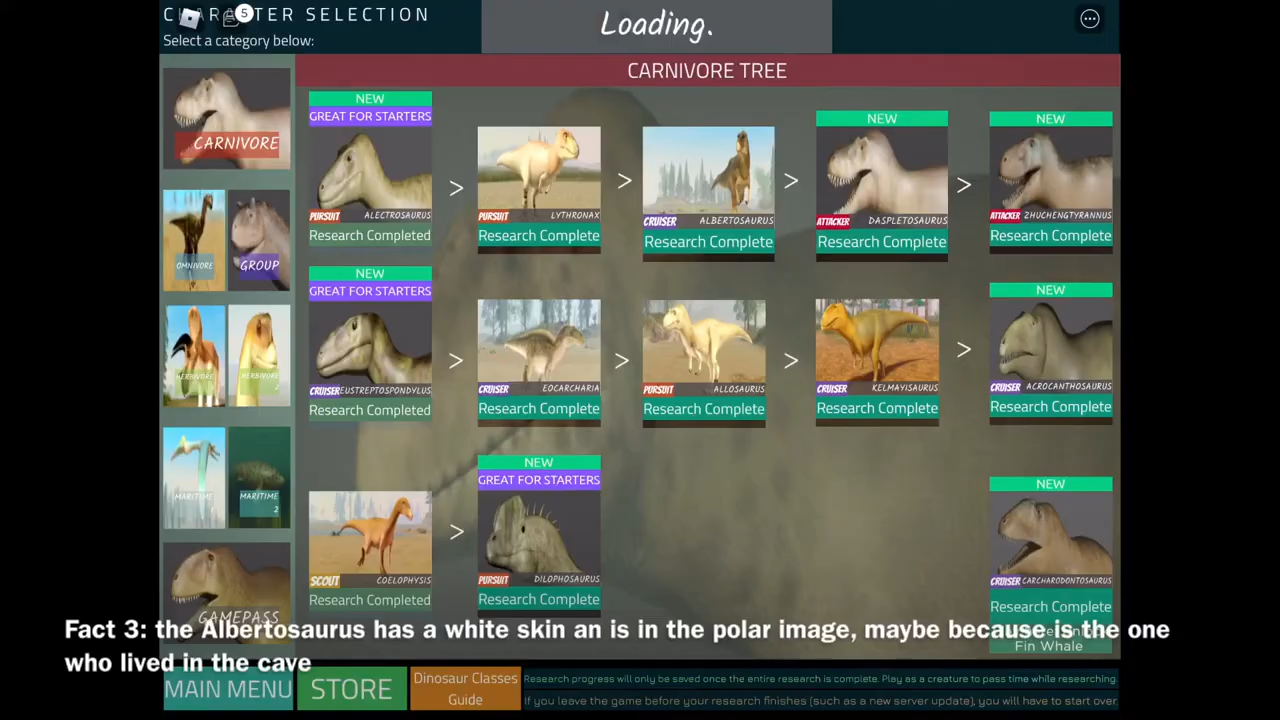 CHARACTER SELECTION
5
Loading.
Select a category below:
CARNIVORE TREE
CARNIVORE
OMNIVORE
GROUP
HERBIVORE
HERBIVORE 2
MARITIME
MARITIME 2
GAMEPASS
NEW
GREAT FOR STARTERS
PURSUIT ALECTROSAURUS
Research Completed
>
PURSUIT LYTHRONAX
Research Complete
>
CRUISER ALBERTOSAURUS
Research Complete
>
NEW
ATTACKER DASPLETOSAURUS
Research Complete
>
NEW
ATTACKER ZHUCHENGTYRANNUS
Research Complete
NEW
GREAT FOR STARTERS
CRUISER EUSTREPTOSPONDYLUS
Research Completed
>
CRUISER EOCARCHARIA
Research Complete
>
PURSUIT ALLOSAURUS
Research Complete
>
CRUISER KELMAYISAURUS
Research Complete
>
NEW
CRUISER ACROCANTHOSAURUS
Research Complete
SCOUT COELOPHYSIS
Research Completed
>
NEW
GREAT FOR STARTERS
PURSUIT DILOPHOSAURUS
Research Complete
NEW
CRUISER CARCHARODONTOSAURUS
Research Complete
Fin Whale
Fact 3: the Albertosaurus has a white skin an is in the polar image, maybe because is the one
who lived in the cave
MAIN MENU
STORE
Dinosaur Classes
Guide
Research progress will only be saved once the entire research is complete. Play as a creature to pass time while researching.
If you leave the game before your research finishes (such as a new server update), you will have to start over.